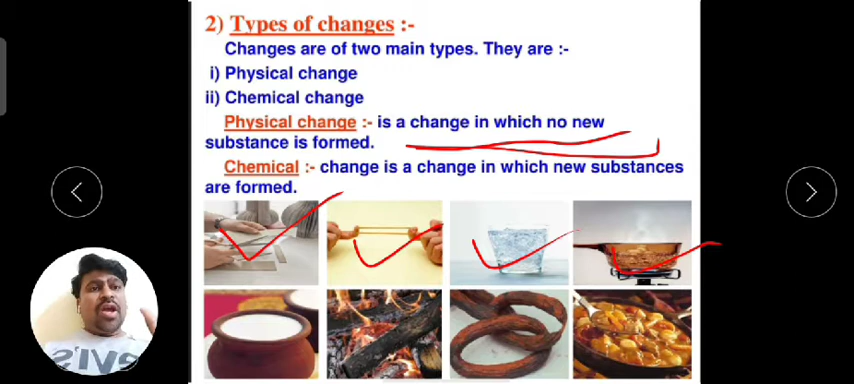 2) Types of changes :-
Changes are of two main types. They are :-
i) Physical change
ii) Chemical change
Physical change :- is a change in which no new
substance is formed.
Chemical :- change is a change in which new substances
are formed.